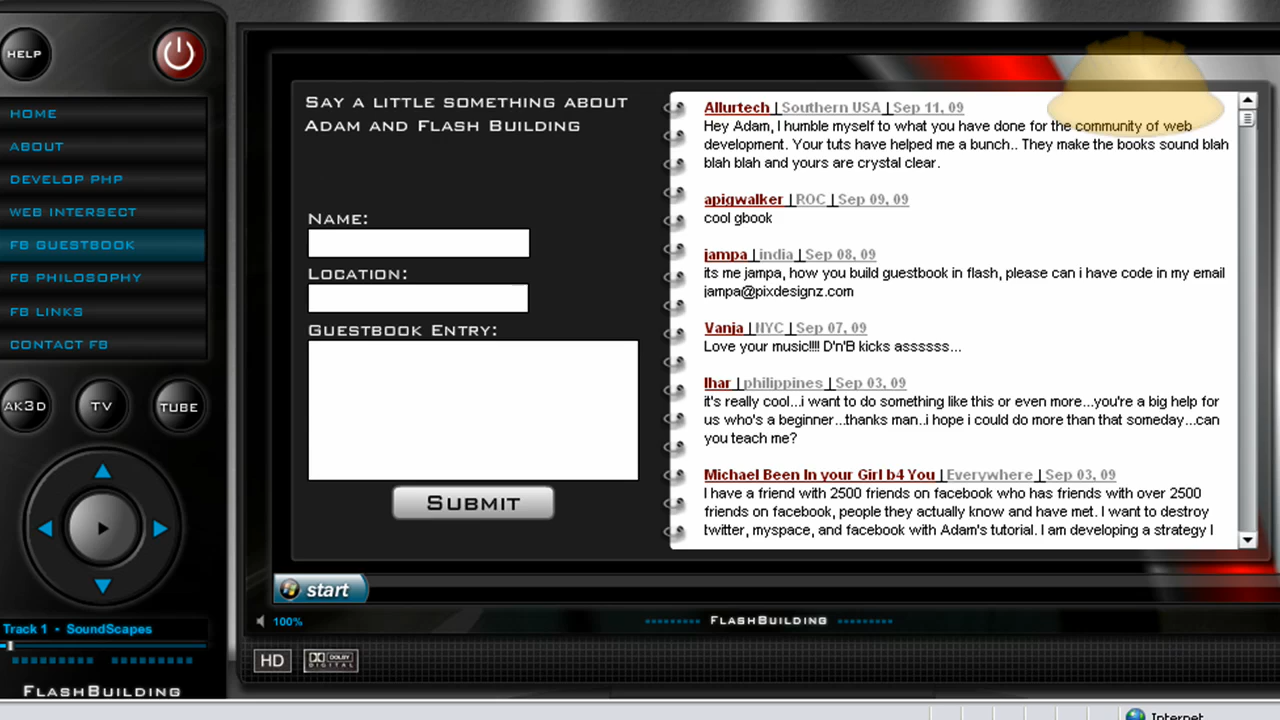 HELP
HOME
ABOUT
DEVELOP PHP
WEB INTERSECT
FB GUESTBOOK
FB PHILOSOPHY
FB LINKS
CONTACT FB
AK3D
TV
TUBE
Track 1 - SoundScapes
FLASHBUILDING
SAY A LITTLE SOMETHING ABOUT
ADAM AND FLASH BUILDING
NAME:
LOCATION:
GUESTBOOK ENTRY:
SUBMIT
Allurtech | Southern USA | Sep 11, 09
Hey Adam, I humble myself to what you have done for the community of web
development. Your tuts have helped me a bunch.. They make the books sound blah
blah blah and yours are crystal clear.
apigwalker | ROC | Sep 09, 09
cool gbook
jampa | india | Sep 08, 09
its me jampa, how you build guestbook in flash, please can i have code in my email
jampa@pixdesignz.com
Vanja | NYC | Sep 07, 09
Love your music!!!! D'n'B kicks assssss...
lhar | philippines | Sep 03, 09
it's really cool...i want to do something like this or even more...you're a big help for
us who's a beginner...thanks man..i hope i could do more than that someday...can
you teach me?
Michael Been In your Girl b4 You | Everywhere | Sep 03, 09
I have a friend with 2500 friends on facebook who has friends with over 2500
friends on facebook, people they actually know and have met. I want to destroy
twitter, myspace, and facebook with Adam's tutorial. I am developing a strategy I
start
100%
FLASHBUILDING
HD
DOLBY
DIGITAL
Internet